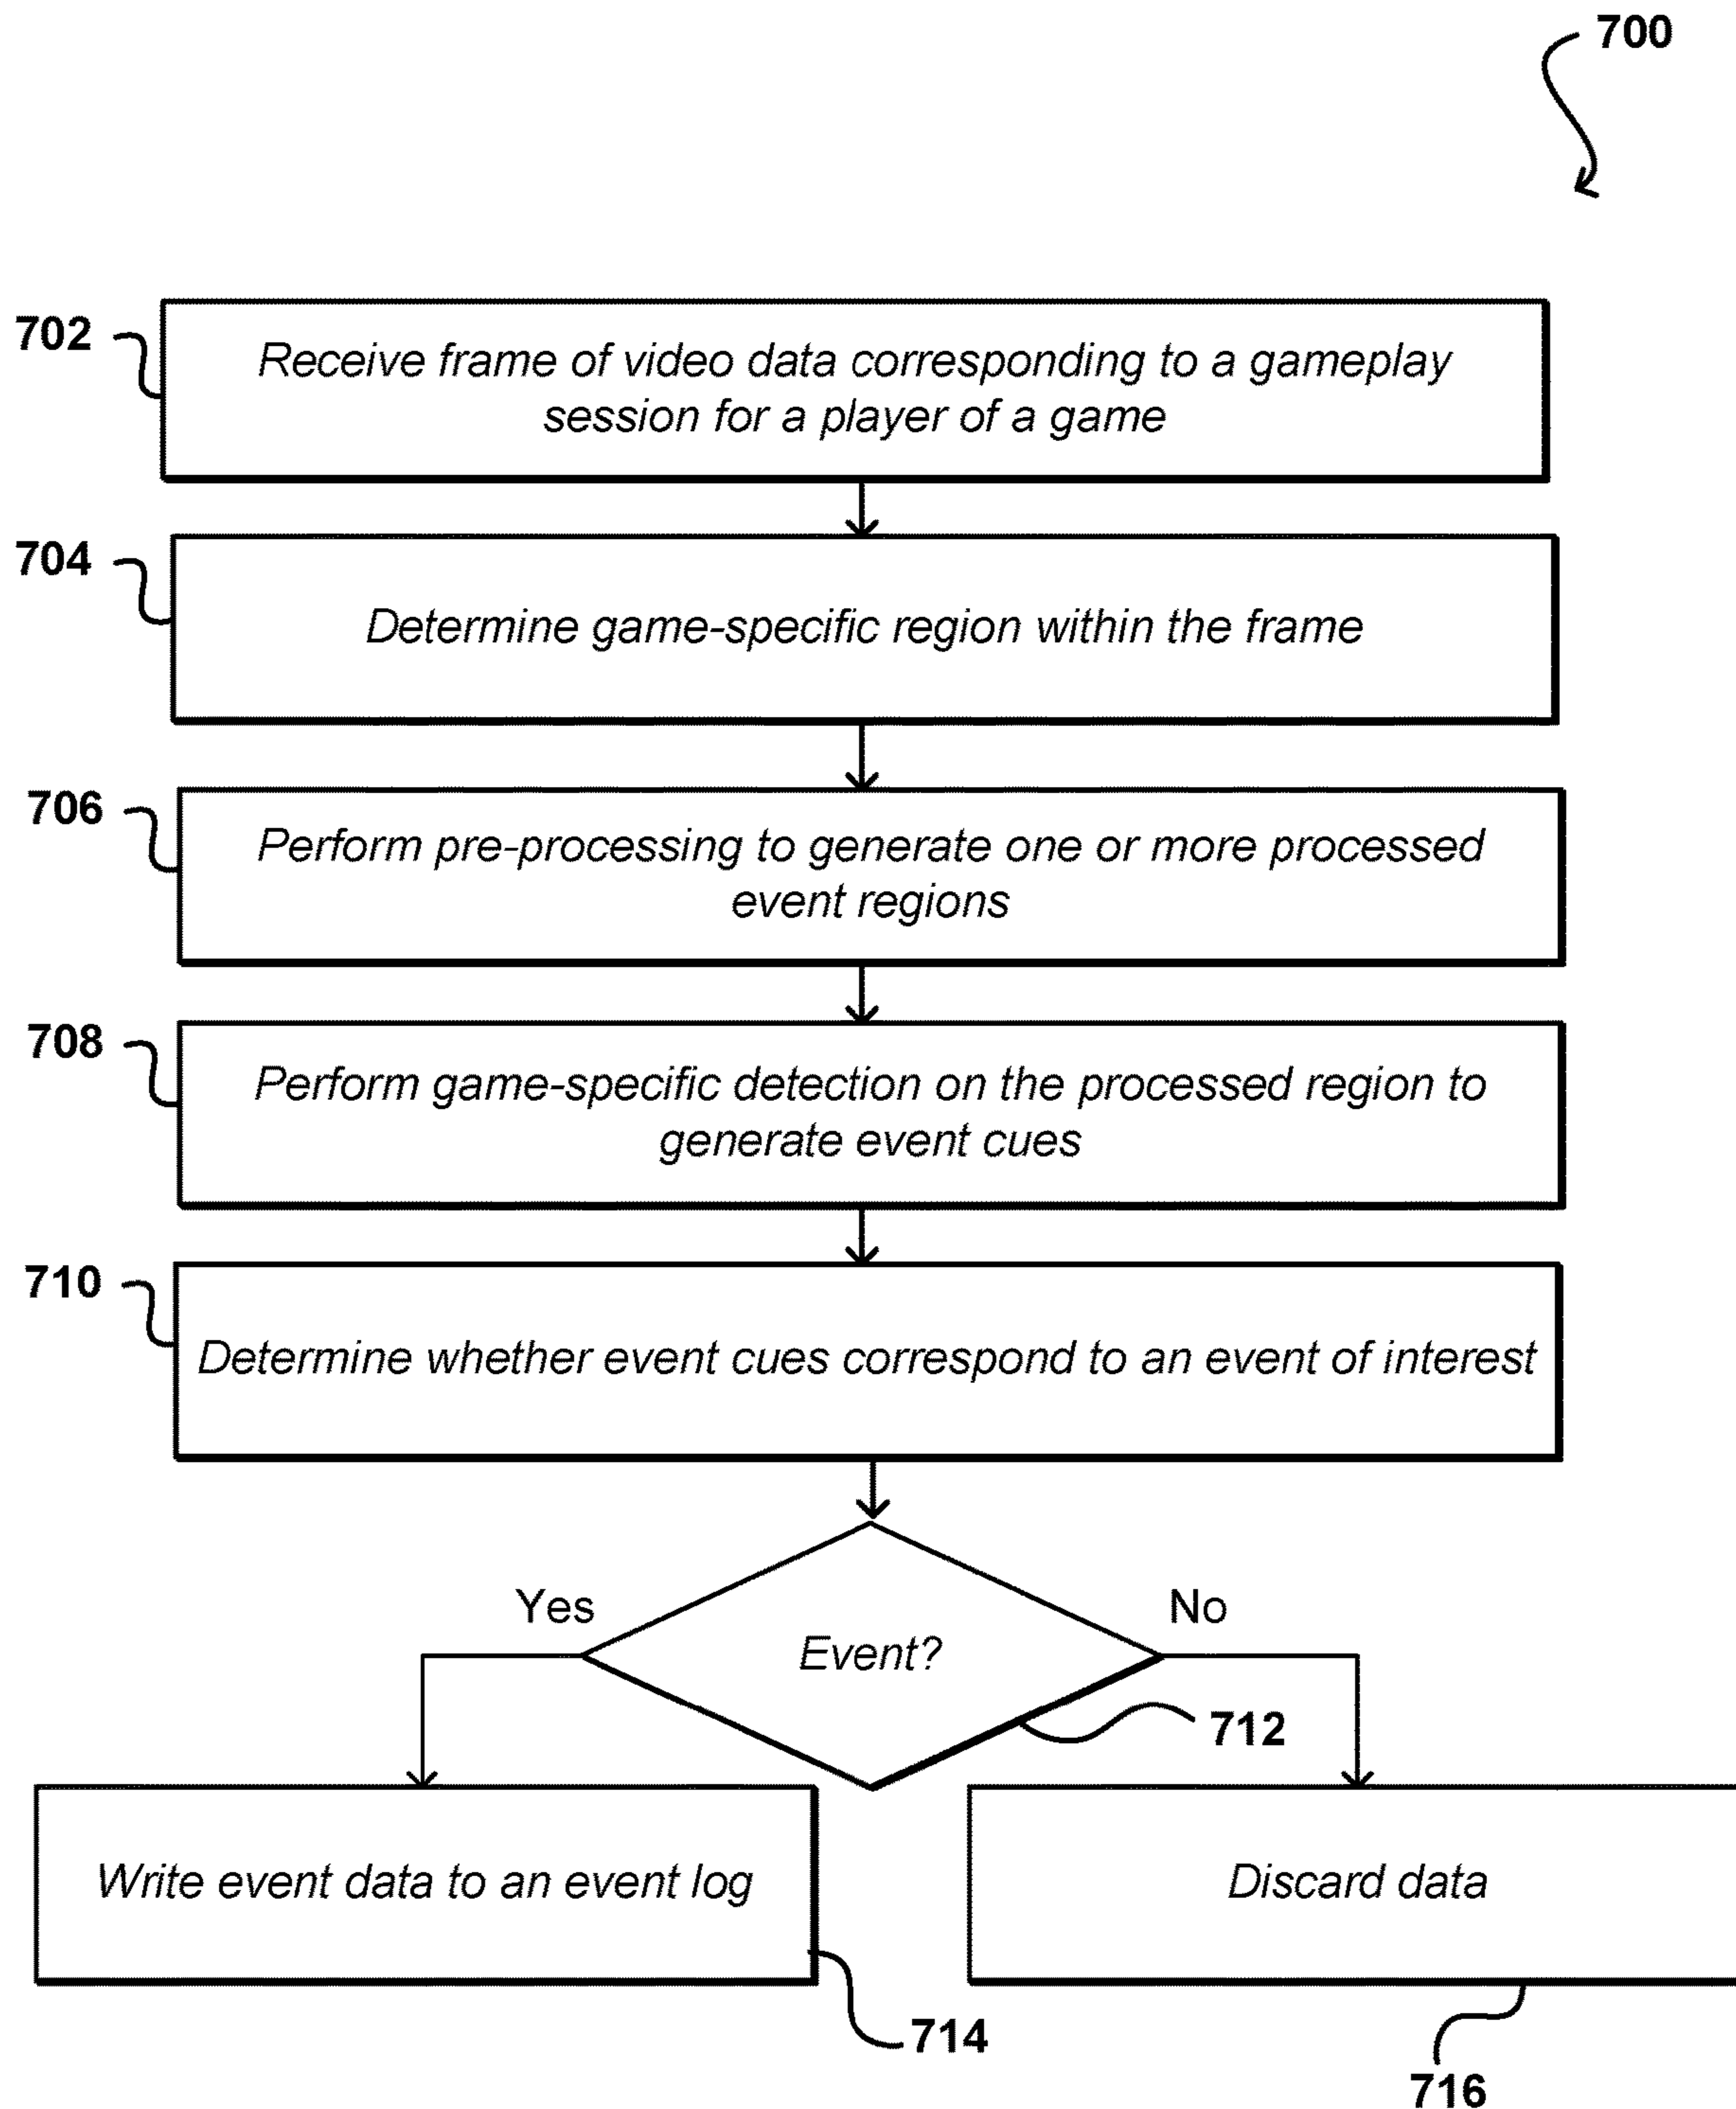 700
702
Receive frame of video data corresponding to a gameplay
session for a player of a game
704
Determine game-specific region within the frame
706
Perform pre-processing to generate one or more processed
event regions
708
Perform game-specific detection on the processed region to
generate event cues
710
Determine whether event cues correspond to an event of interest
Yes
No
Event?
712
Write event data to an event log
Discard data
714
716